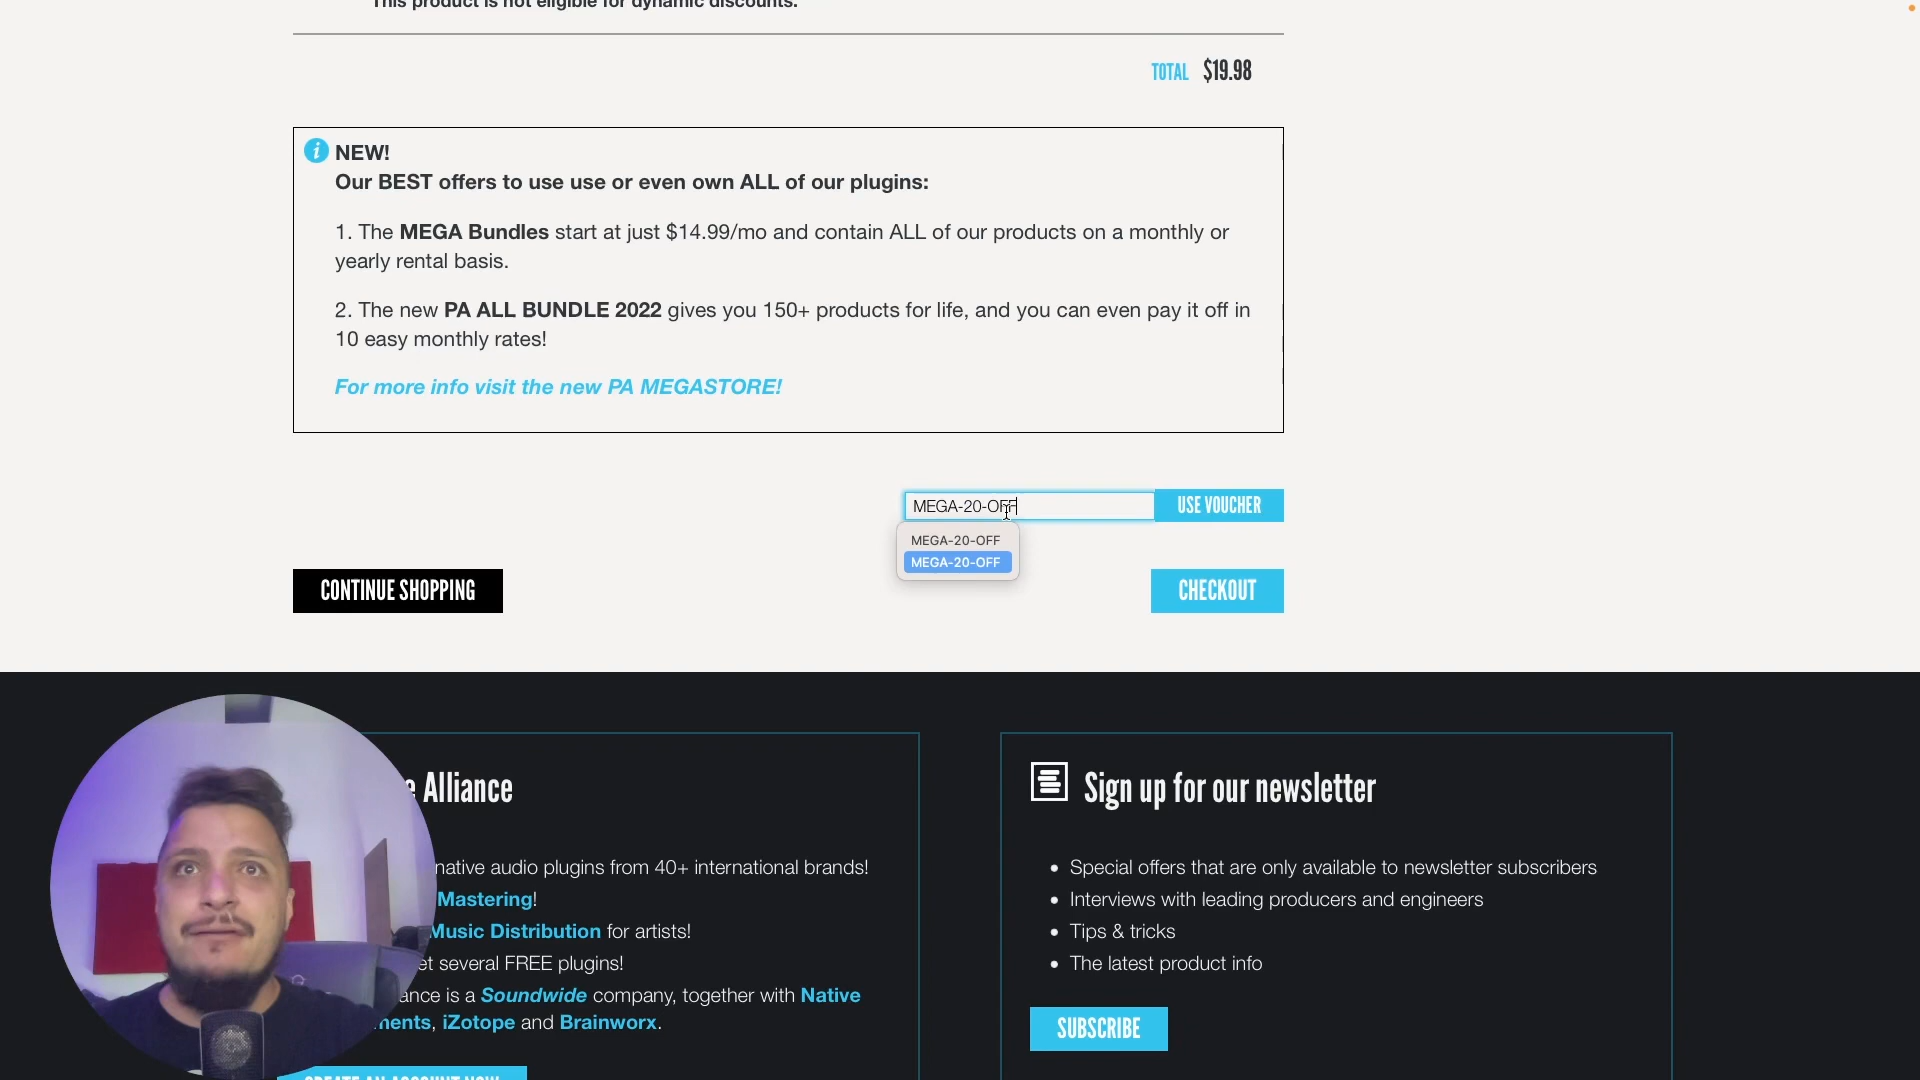 This product is not eligible for dynamic discounts.
TOTAL $19.98
NEW!
Our BEST offers to use use or even own ALL of our plugins:
1. The MEGA Bundles start at just $14.99/mo and contain ALL of our products on a monthly or
yearly rental basis.
2. The new PA ALL BUNDLE 2022 gives you 150+ products for life, and you can even pay it off in
10 easy monthly rates!
For more info visit the new PA MEGASTORE!
MEGA-20-OFF USE VOUCHER
MEGA-20-OFF
MEGA-20-OFF
CONTINUE SHOPPING CHECKOUT
Alliance
native audio plugins from 40+ international brands!
Mastering!
Music Distribution for artists!
several FREE plugins!
is a Soundwide company, together with Native
iZotope and Brainworx.
CREATE AN ACCOUNT NOW
Sign up for our newsletter
• Special offers that are only available to newsletter subscribers
• Interviews with leading producers and engineers
• Tips & tricks
• The latest product info
SUBSCRIBE